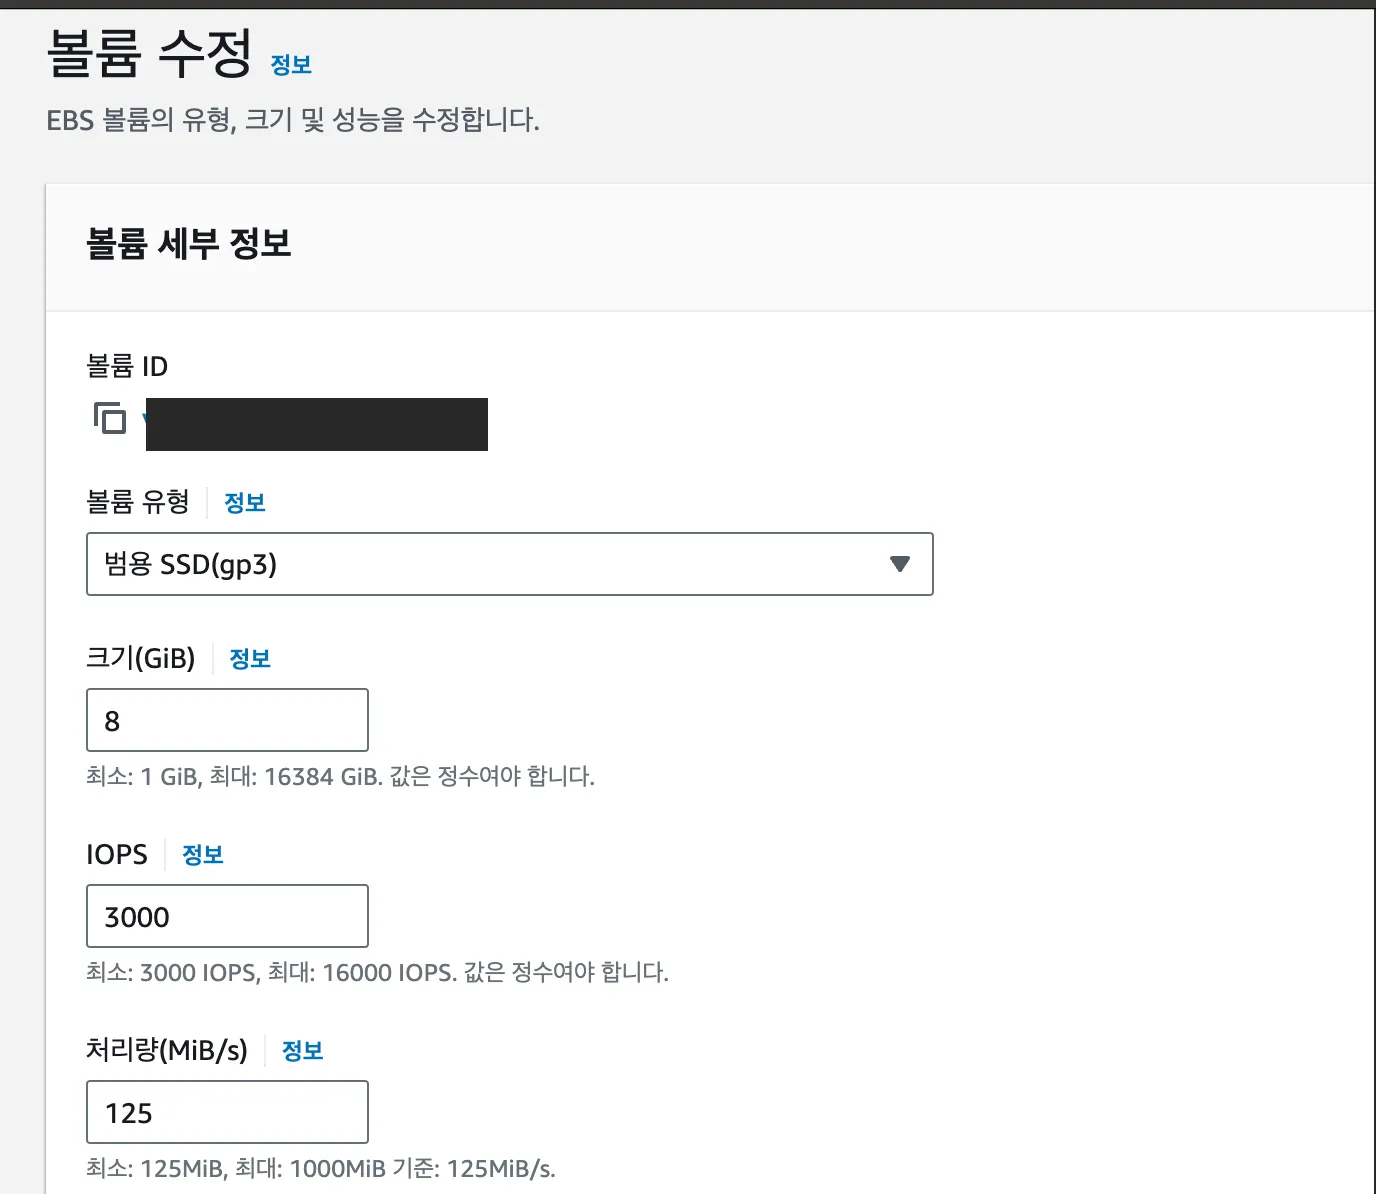 볼륨 수정 정보
EBS 볼륨의 유형, 크기 및 성능을 수정합니다.
볼륨 세부 정보
볼륨 ID
볼륨 유형 정보
범용 SSD(gp3)
크기(GiB) 정보
8
최소: 1 GiB, 최대: 16384 GiB. 값은 정수여야 합니다.
IOPS 정보
3000
최소: 3000 IOPS, 최대: 16000 IOPS. 값은 정수여야 합니다.
처리량(MiB/s) 정보
125
최소: 125MiB, 최대: 1000MiB 기준: 125MiB/s.